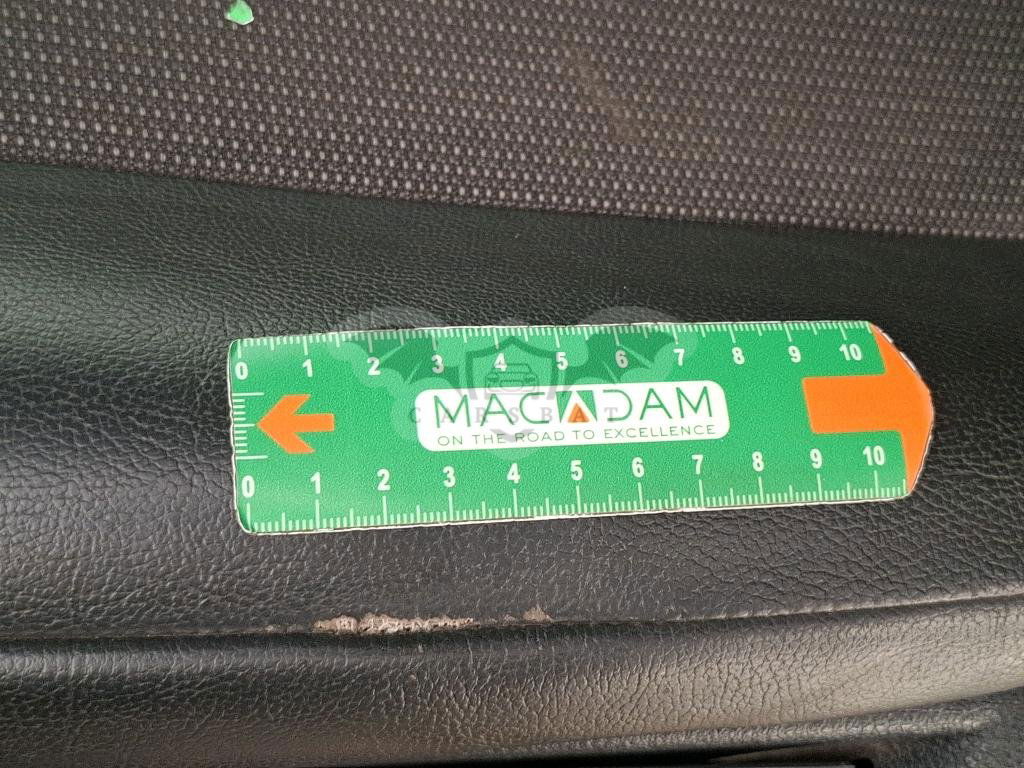 0 1 2 3 4 5 6 7 8 9 10
MACADAM
CARSBAT
ON THE ROAD TO EXCELLENCE
0 1 2 3 4 5 6 7 8 9 10